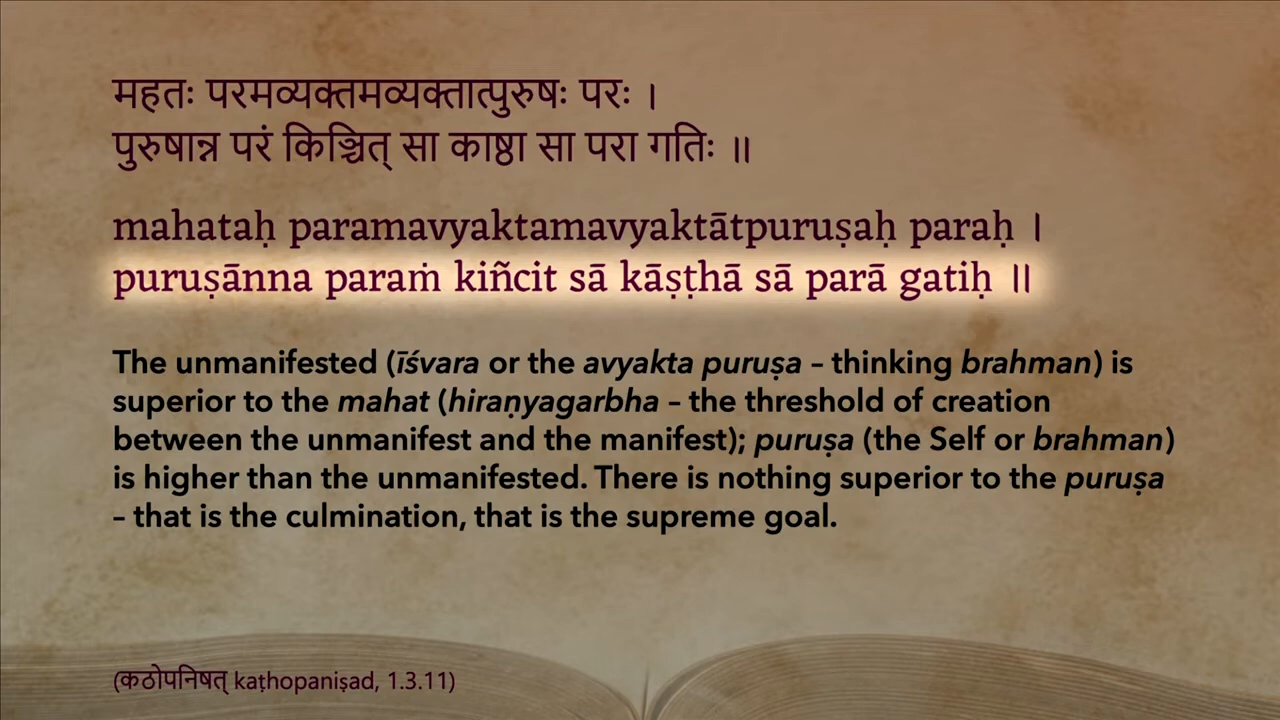 महतः परमव्यक्तमव्यक्तात्पुरुषः परः ।
पुरुषान्न परं किञ्चित् सा काष्ठा सा परा गतिः ॥
mahataḥ paramavyaktamavyaktātpuruṣaḥ paraḥ ।
puruṣānna paraṁ kiñcit sā kāṣṭhā sā parā gatiḥ ॥
The unmanifested (īśvara or the avyakta puruṣa – thinking brahman) is
superior to the mahat (hiraṇyagarbha – the threshold of creation
between the unmanifest and the manifest); puruṣa (the Self or brahman)
is higher than the unmanifested. There is nothing superior to the puruṣa
– that is the culmination, that is the supreme goal.
(कठोपनिषत् kaṭhopaniṣad, 1.3.11)